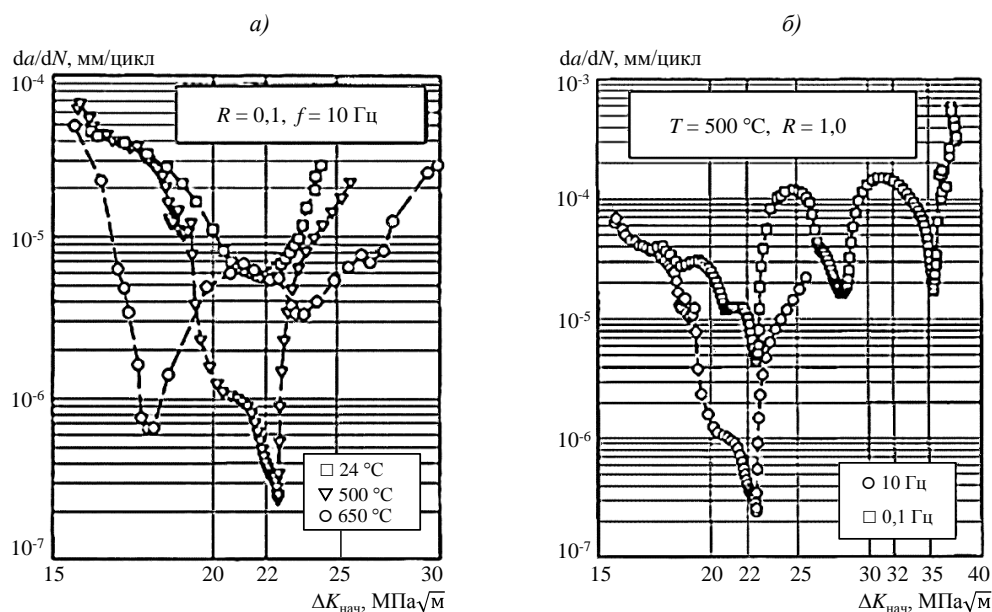 а)
da/dN, мм/цикл
10⁻⁴
R = 0,1, f = 10 Гц
10⁻⁵
10⁻⁶
□ 24 °C
▽ 500 °C
○ 650 °C
10⁻⁷
15 20 22 25 30
ΔKнач, МПа√м
б)
da/dN, мм/цикл
10⁻³
T = 500 °C, R = 1,0
10⁻⁴
10⁻⁵
10⁻⁶
○ 10 Гц
□ 0,1 Гц
10⁻⁷
15 20 22 25 30 32 35 40
ΔKнач, МПа√м